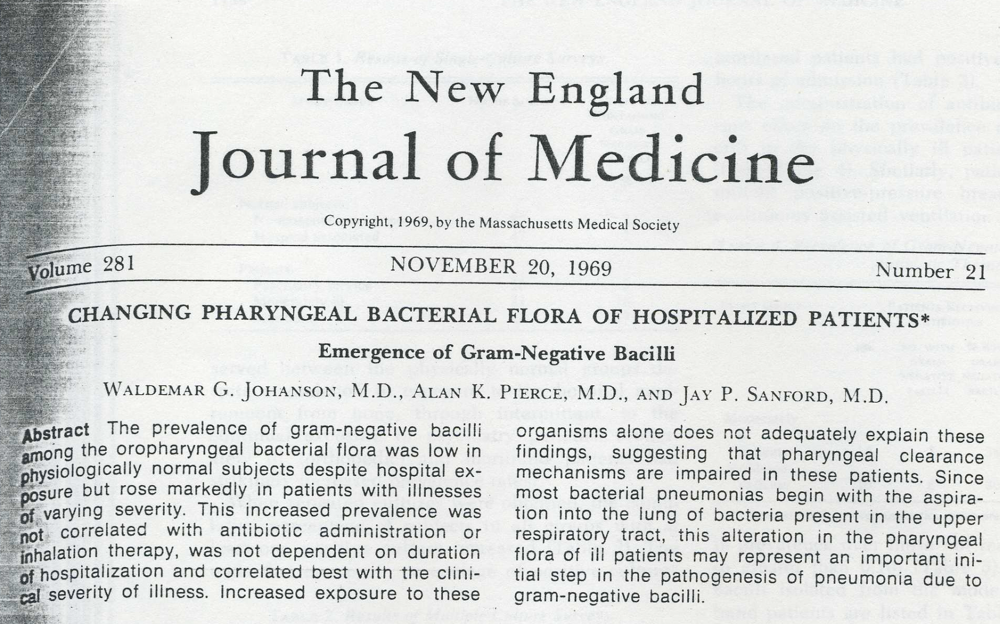 The New England
Journal of Medicine
Copyright, 1969, by the Massachusetts Medical Society
Volume 281 NOVEMBER 20, 1969 Number 21
CHANGING PHARYNGEAL BACTERIAL FLORA OF HOSPITALIZED PATIENTS*
Emergence of Gram-Negative Bacilli
WALDEMAR G. JOHANSON, M.D., ALAN K. PIERCE, M.D., AND JAY P. SANFORD, M.D.
Abstract The prevalence of gram-negative bacilli
among the oropharyngeal bacterial flora was low in
physiologically normal subjects despite hospital ex-
posure but rose markedly in patients with illnesses
of varying severity. This increased prevalence was
not correlated with antibiotic administration or
inhalation therapy, was not dependent on duration
of hospitalization and correlated best with the clini-
cal severity of illness. Increased exposure to these
organisms alone does not adequately explain these
findings, suggesting that pharyngeal clearance
mechanisms are impaired in these patients. Since
most bacterial pneumonias begin with the aspira-
tion into the lung of bacteria present in the upper
respiratory tract, this alteration in the pharyngeal
flora of ill patients may represent an important ini-
tial step in the pathogenesis of pneumonia due to
gram-negative bacilli.